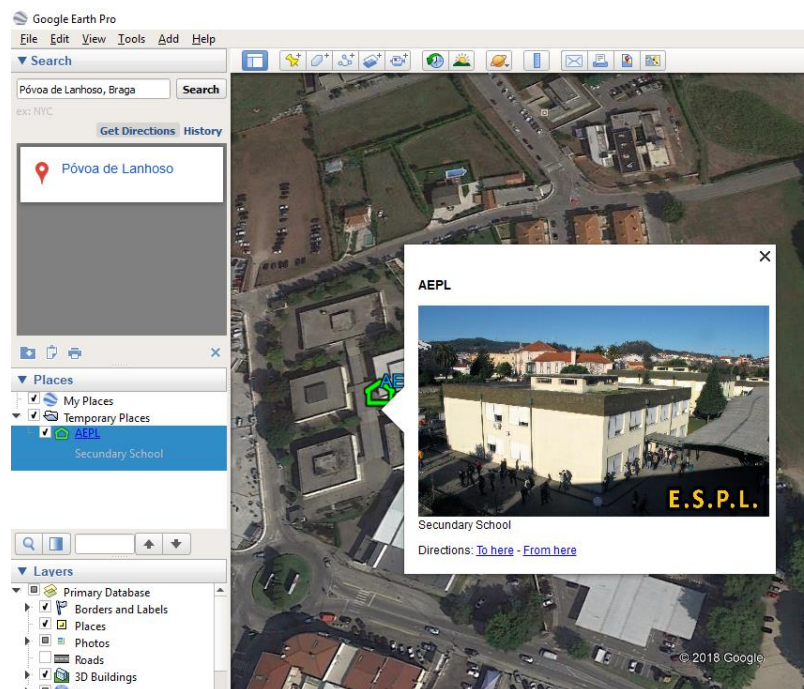 Google Earth Pro
File Edit View Tools Add Help
Search
Póvoa de Lanhoso, Braga Search
ex: NYC
Get Directions History
Póvoa de Lanhoso
Places
My Places
Temporary Places
AEPL
Secundary School
Layers
Primary Database
Borders and Labels
Places
Photos
Roads
3D Buildings
AE
AEPL
E.S.P.L.
Secundary School
Directions: To here - From here
© 2018 Google